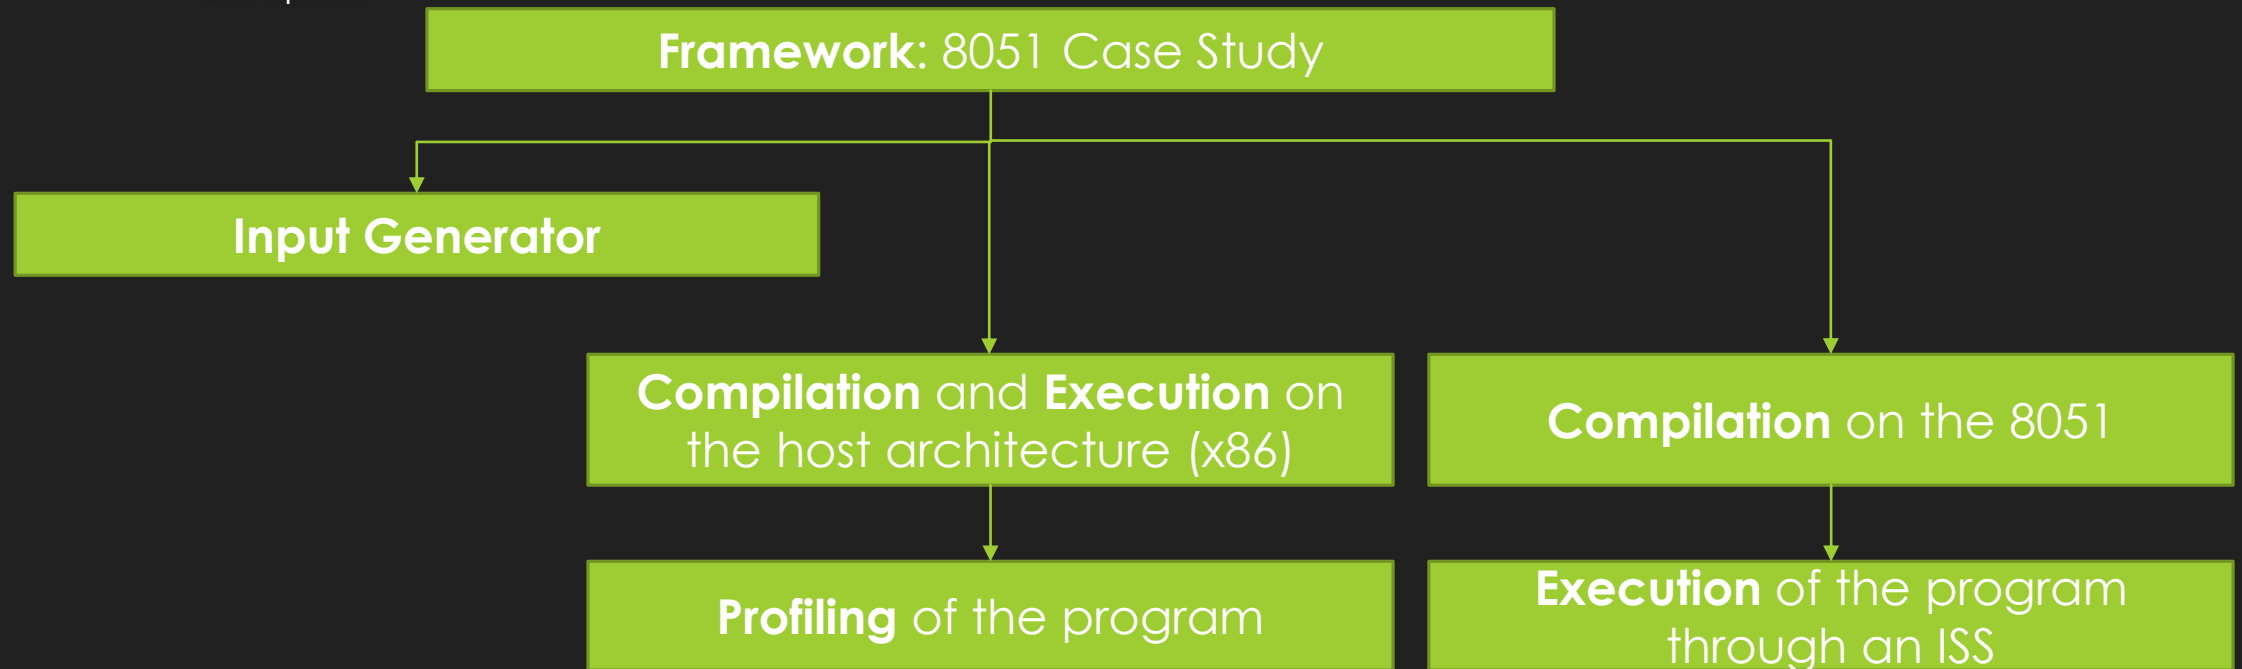 Framework: 8051 Case Study
Input Generator
Compilation and Execution on
the host architecture (x86)
Compilation on the 8051
Profiling of the program
Execution of the program
through an ISS